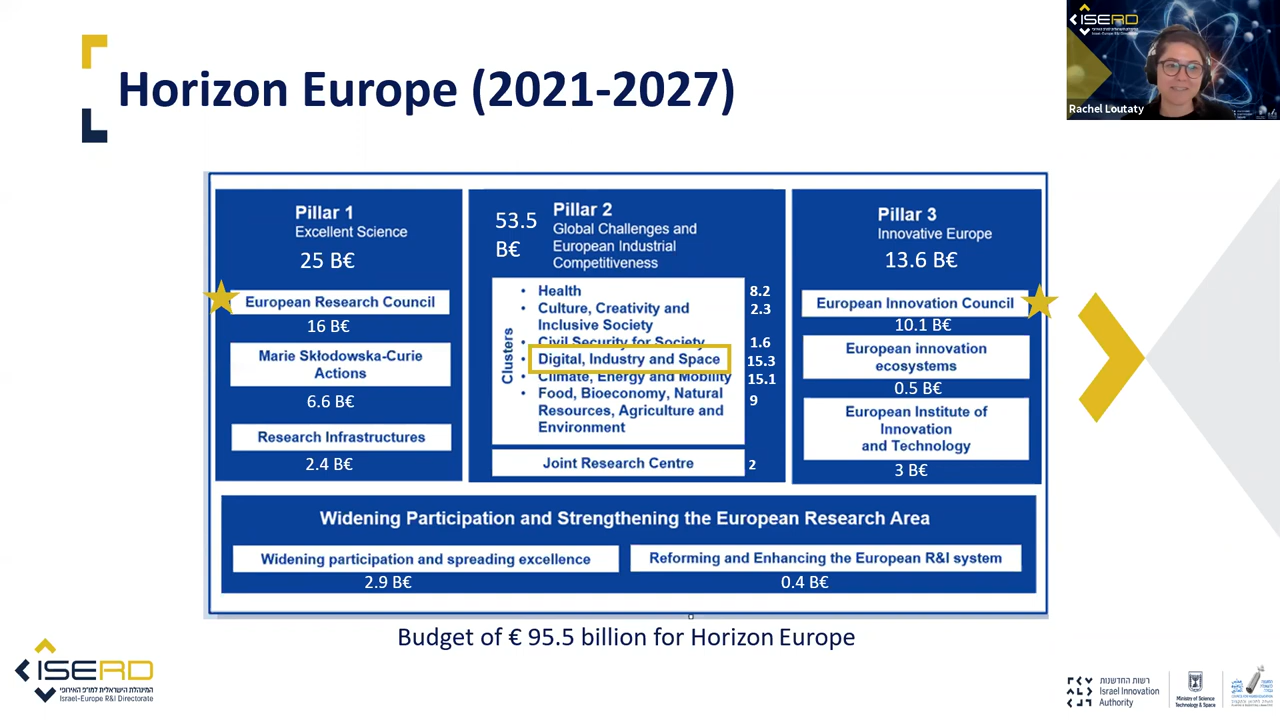 Horizon Europe (2021-2027)
ISERD
Israel-Europe R&I Directorate
Rachel Loutaty
Pillar 1
Excellent Science
25 B€
European Research Council
16 B€
Marie Skłodowska-Curie
Actions
6.6 B€
Research Infrastructures
2.4 B€
53.5
B€
Pillar 2
Global Challenges and
European Industrial
Competitiveness
Clusters
• Health
8.2
• Culture, Creativity and
Inclusive Society
2.3
• Civil Security for Society
1.6
• Digital, Industry and Space
15.3
• Climate, Energy and Mobility
15.1
• Food, Bioeconomy, Natural
Resources, Agriculture and
Environment
9
Joint Research Centre
2
Pillar 3
Innovative Europe
13.6 B€
European Innovation Council
10.1 B€
European innovation
ecosystems
0.5 B€
European Institute of
Innovation
and Technology
3 B€
Widening Participation and Strengthening the European Research Area
Widening participation and spreading excellence
2.9 B€
Reforming and Enhancing the European R&I system
0.4 B€
Budget of € 95.5 billion for Horizon Europe
ISERD
המינהלת הישראלית למו"פ האירופי
Israel-Europe R&I Directorate
רשות החדשנות
Israel Innovation
Authority
Ministry of Science
Technology & Space